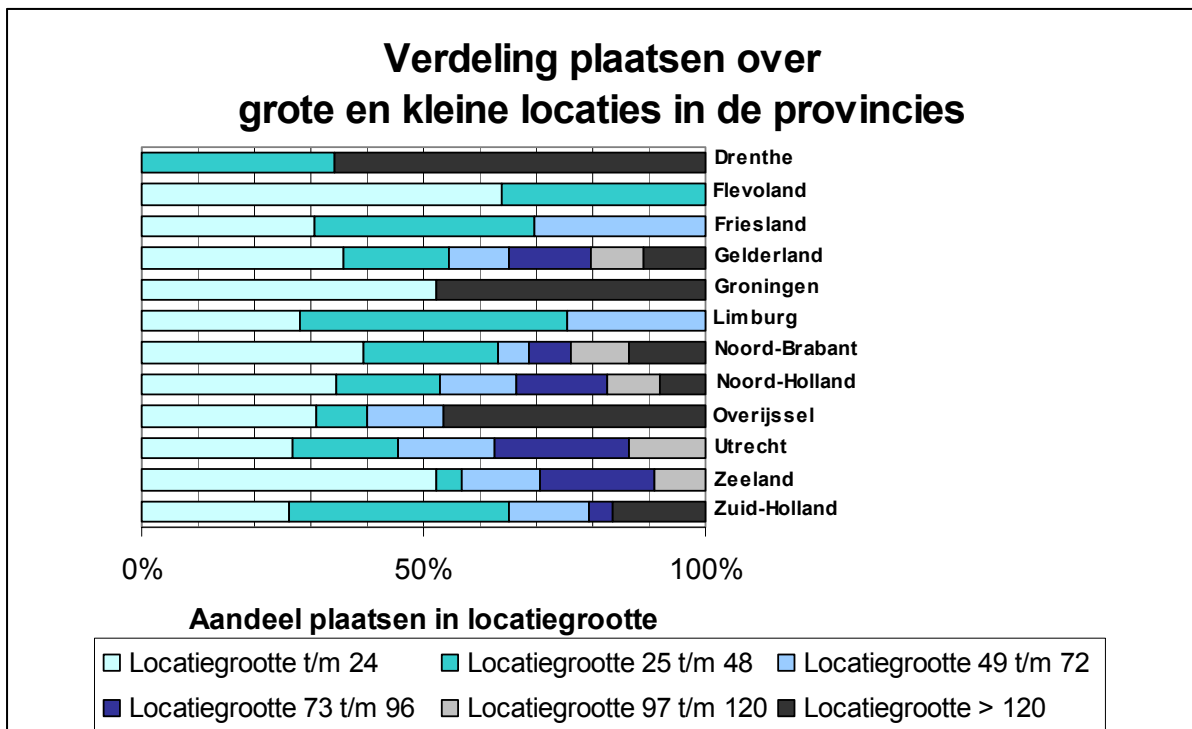 Verdeling plaatsen over
grote en kleine locaties in de provincies
Drenthe
Flevoland
Friesland
Gelderland
Groningen
Limburg
Noord-Brabant
Noord-Holland
Overijssel
Utrecht
Zeeland
Zuid-Holland
0% 50% 100%
Aandeel plaatsen in locatiegrootte
Locatiegrootte t/m 24 Locatiegrootte 25 t/m 48 Locatiegrootte 49 t/m 72
Locatiegrootte 73 t/m 96 Locatiegrootte 97 t/m 120 Locatiegrootte > 120